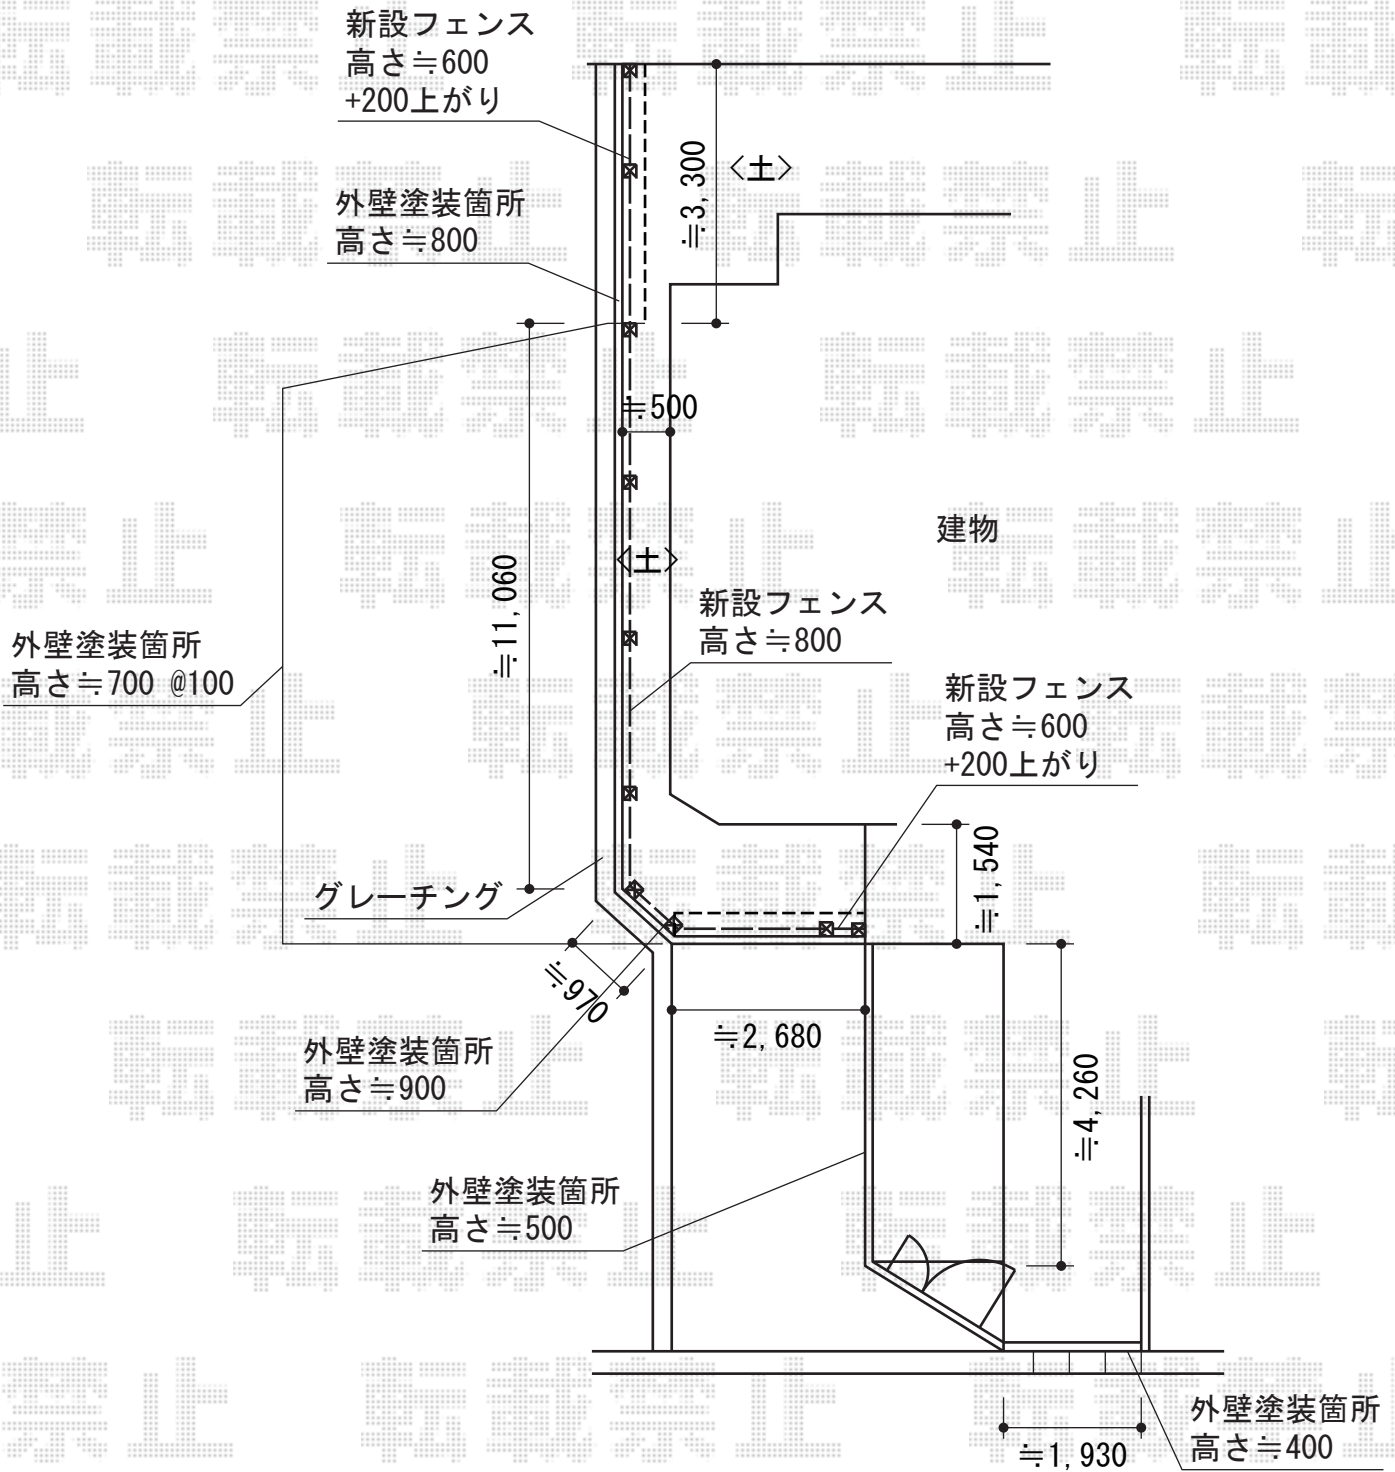 新設フェンス
高さ≒600
+200上がり
≒3,300
〈土〉
外壁塗装箇所
高さ≒800
≒500
建物
≒11,060
〈土〉
新設フェンス
高さ≒800
外壁塗装箇所
高さ≒700 @100
新設フェンス
高さ≒600
+200上がり
≒1,540
グレーチング
≒970
≒2,680
外壁塗装箇所
高さ≒900
≒4,260
外壁塗装箇所
高さ≒500
≒1,930
外壁塗装箇所
高さ≒400
転載禁止